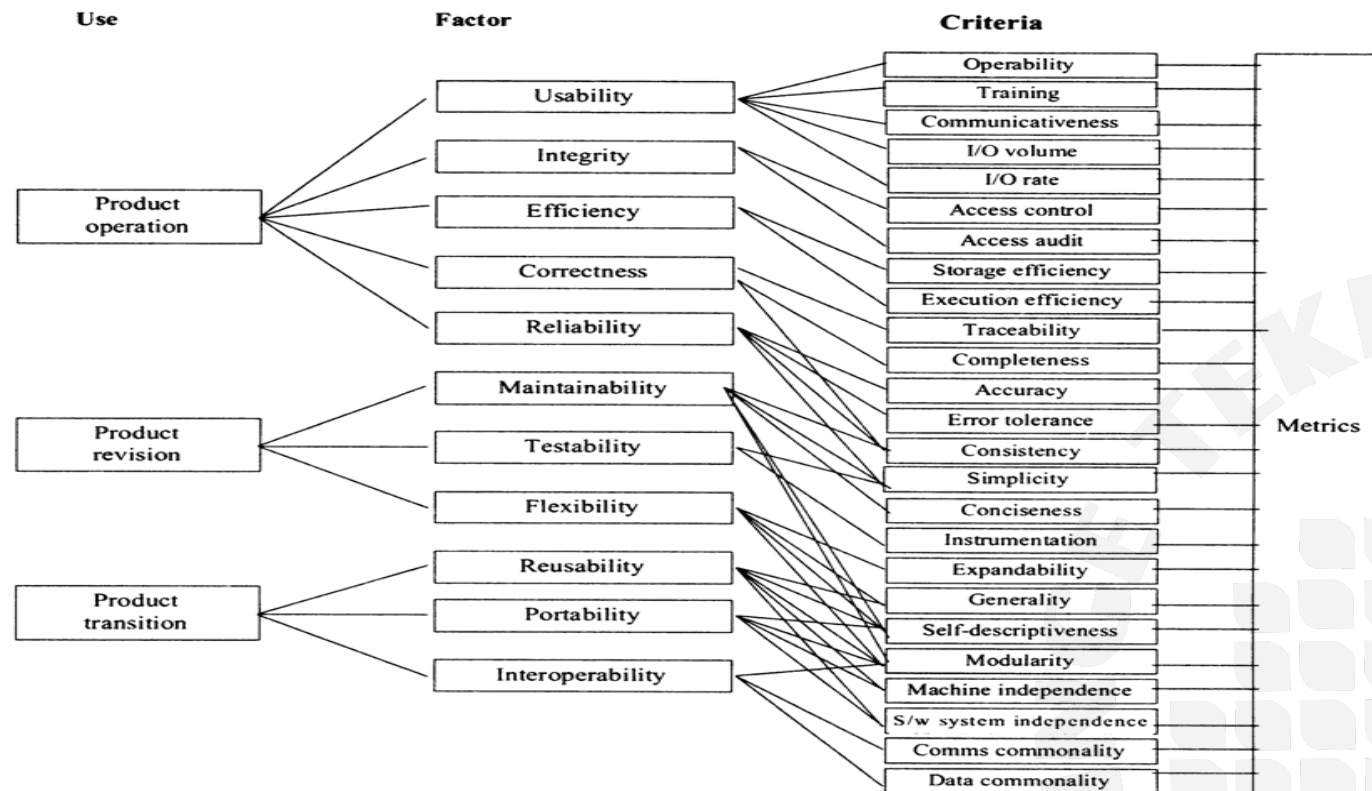 Use
Factor
Criteria
Product
operation
Product
revision
Product
transition
Usability
Integrity
Efficiency
Correctness
Reliability
Maintainability
Testability
Flexibility
Reusability
Portability
Interoperability
Operability
Training
Communicativeness
I/O volume
I/O rate
Access control
Access audit
Storage efficiency
Execution efficiency
Traceability
Completeness
Accuracy
Error tolerance
Consistency
Simplicity
Conciseness
Instrumentation
Expandability
Generality
Self-descriptiveness
Modularity
Machine independence
S/w system independence
Comms commonality
Data commonality
Metrics